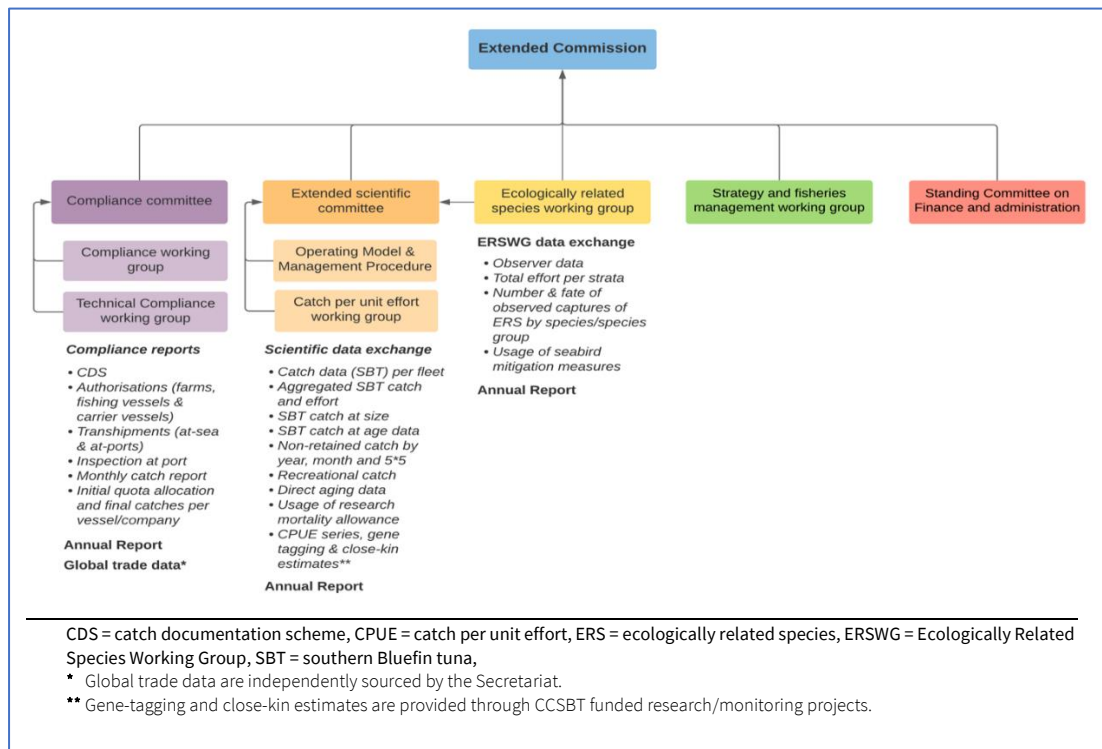 Extended Commission
Compliance committee
Compliance working
group
Technical Compliance
working group
Compliance reports
• CDS
• Authorisations (farms,
fishing vessels &
carrier vessels)
• Transhipments (at-sea
& at-ports)
• Inspection at port
• Monthly catch report
• Initial quota allocation
and final catches per
vessel/company
Annual Report
Global trade data*
Extended scientific
committee
Operating Model &
Management Procedure
Catch per unit effort
working group
Scientific data exchange
• Catch data (SBT) per fleet
• Aggregated SBT catch
and effort
• SBT catch at size
• SBT catch at age data
• Non-retained catch by
year, month and 5*5
• Recreational catch
• Direct aging data
• Usage of research
mortality allowance
• CPUE series, gene
tagging & close-kin
estimates**
Annual Report
Ecologically related
species working group
ERSWG data exchange
• Observer data
• Total effort per strata
• Number & fate of
observed captures of
ERS by species/species
group
• Usage of seabird
mitigation measures
Annual Report
Strategy and fisheries
management working group
Standing Committee on
Finance and administration
CDS = catch documentation scheme, CPUE = catch per unit effort, ERS = ecologically related species, ERSWG = Ecologically Related
Species Working Group, SBT = southern Bluefin tuna,
* Global trade data are independently sourced by the Secretariat.
** Gene-tagging and close-kin estimates are provided through CCSBT funded research/monitoring projects.